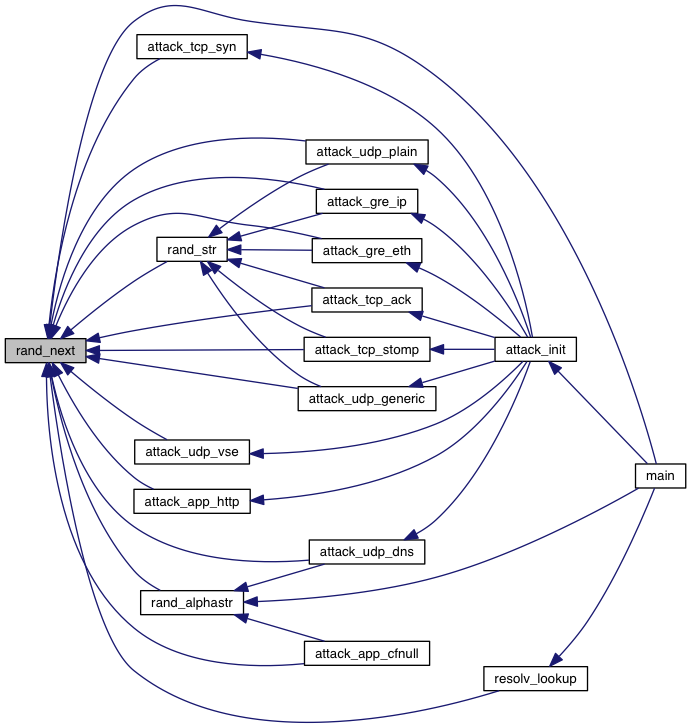 attack_tcp_syn
attack_udp_plain
attack_gre_ip
rand_str
attack_gre_eth
attack_tcp_ack
rand_next
attack_tcp_stomp
attack_init
attack_udp_generic
attack_udp_vse
main
attack_app_http
attack_udp_dns
rand_alphastr
attack_app_cfnull
resolv_lookup